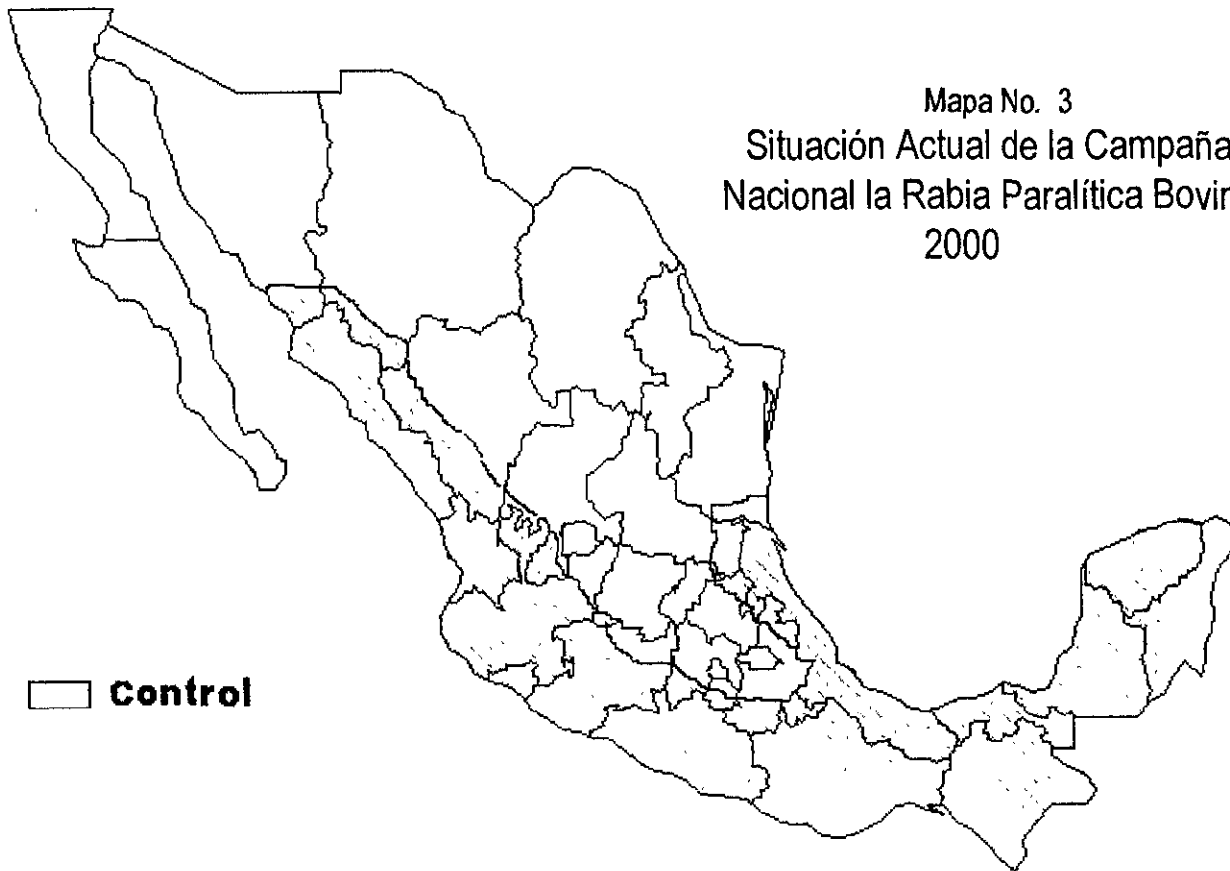 Mapa No. 3
Situación Actual de la Campaña
Nacional la Rabia Paralítica Bovin
2000
Control